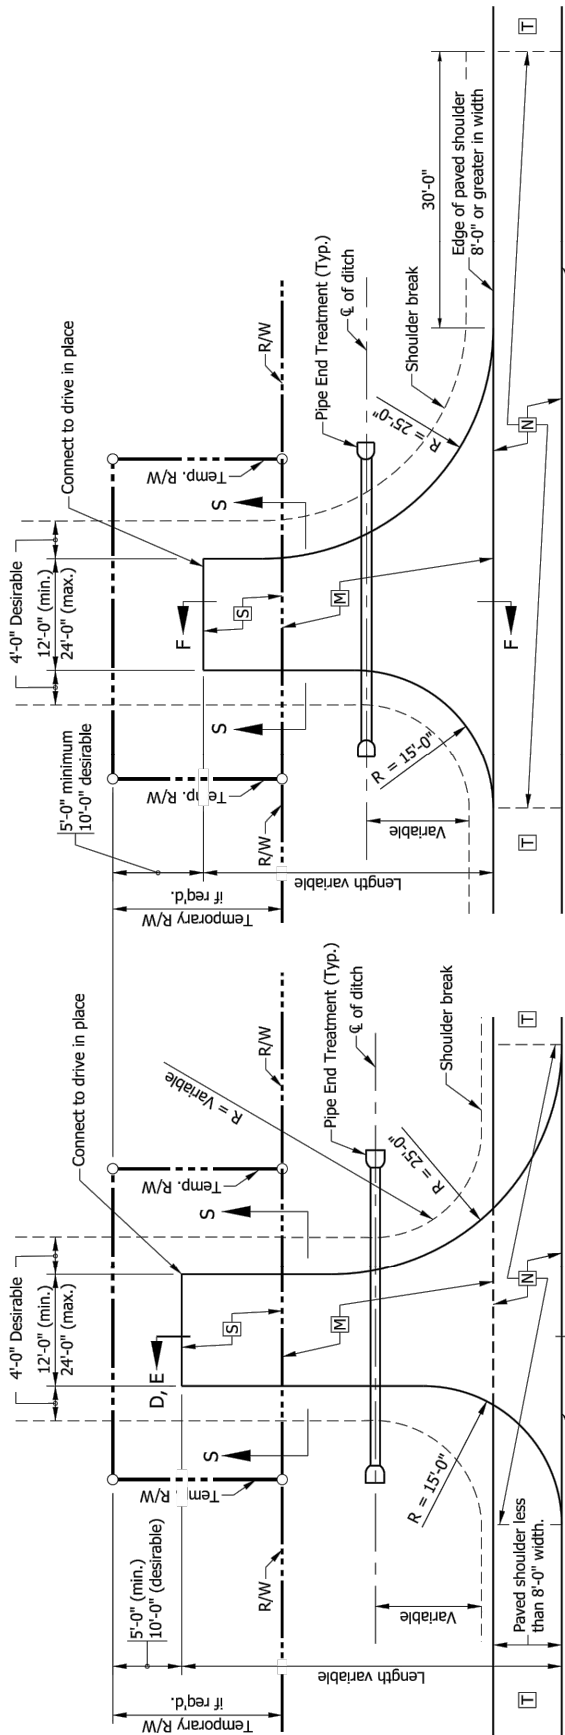 5'-0" (min.)
10'-0" (desirable)
4'-0" Desirable
12'-0" (min.)
24'-0" (max.)
Connect to drive in place
Temporary R/W
if req'd.
D, E
S
S
Temp. R/W
Temp. R/W
S
R/W
R/W
R = Variable
Pipe End Treatment (Typ.)
℄ of ditch
M
Length variable
Variable
R = 15'-0"
R = 25'-0"
Shoulder break
Paved shoulder less
than 8'-0" width.
N
T
T
5'-0" minimum
10'-0" desirable
4'-0" Desirable
12'-0" (min.)
24'-0" (max.)
Connect to drive in place
Temporary R/W
if req'd.
F
S
S
Temp. R/W
Temp. R/W
S
R/W
R/W
Pipe End Treatment (Typ.)
℄ of ditch
M
Length variable
Variable
R = 15'-0"
R = 25'-0"
Shoulder break
30'-0"
Edge of paved shoulder
8'-0" or greater in width
F
N
T
T